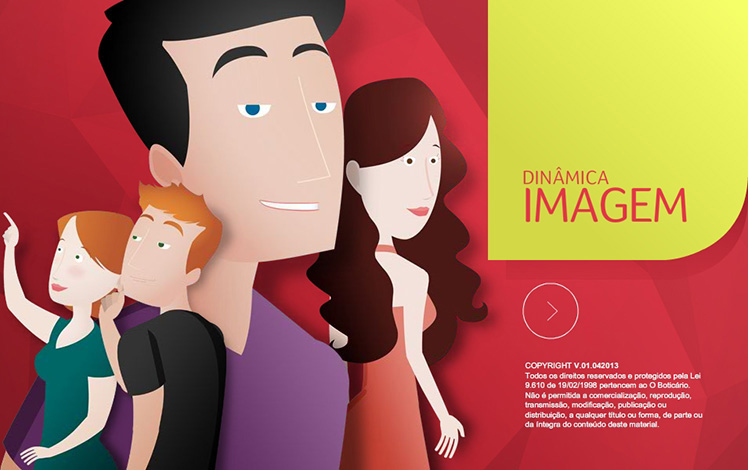 DINÂMICA
IMAGEM
COPYRIGHT V.01.042013
Todos os direitos reservados e protegidos pela Lei
9.610 de 19/02/1998 pertencem ao O Boticário.
Não é permitida a comercialização, reprodução,
transmissão, modificação, publicação ou
distribuição, a qualquer título ou forma, de parte ou
da íntegra do conteúdo deste material.